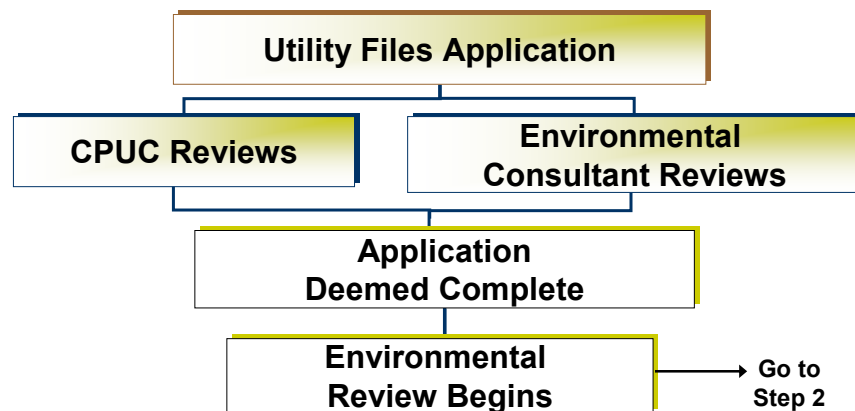 Utility Files Application
CPUC Reviews
Environmental
Consultant Reviews
Application
Deemed Complete
Environmental
Review Begins
Go to
Step 2